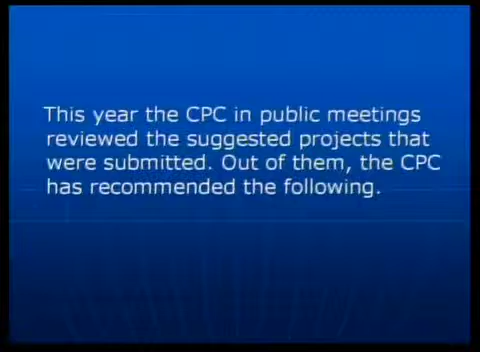 This year the CPC in public meetings
reviewed the suggested projects that
were submitted. Out of them, the CPC
has recommended the following.